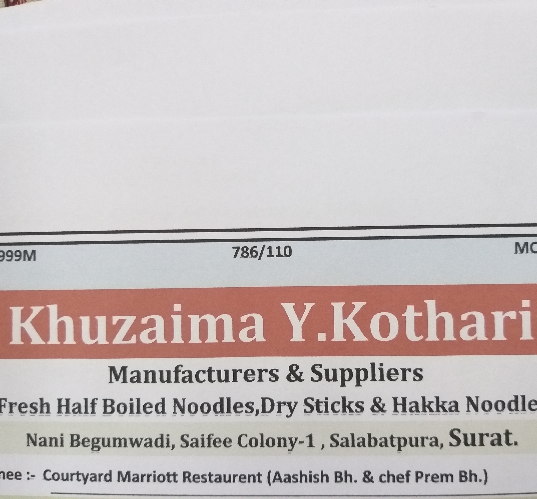 999M 786/110 MO
Khuzaima Y.Kothari
Manufacturers & Suppliers
Fresh Half Boiled Noodles,Dry Sticks & Hakka Noodle
Nani Begumwadi, Saifee Colony-1 , Salabatpura, Surat.
nee :- Courtyard Marriott Restaurent (Aashish Bh. & chef Prem Bh.)